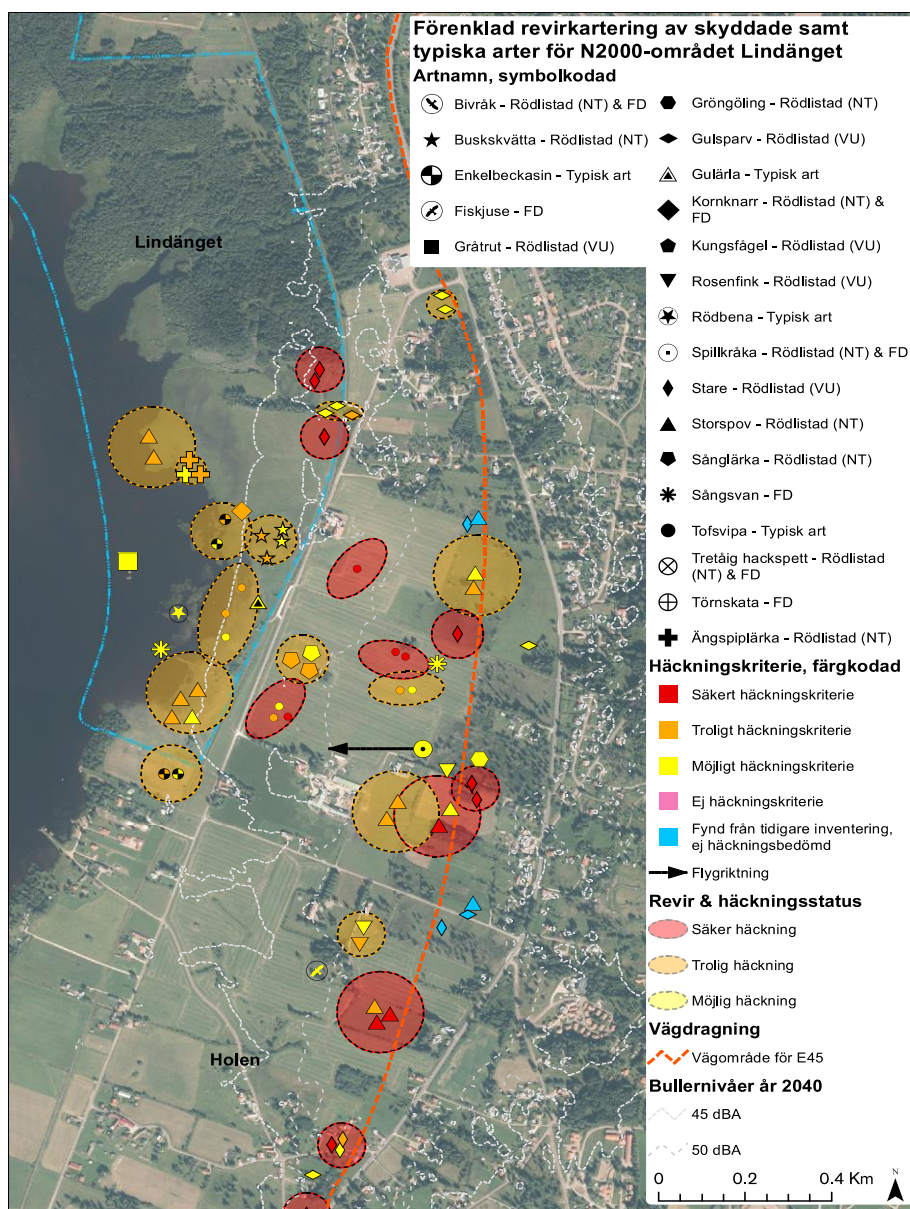 Förenklad revirkartering av skyddade samt
typiska arter för N2000-området Lindänget
Artnamn, symbolkodad
Bivråk - Rödlistad (NT) & FD
Buskskvätta - Rödlistad (NT)
Enkelbeckasin - Typisk art
Fiskjuse - FD
Gråtrut - Rödlistad (VU)
Gröngöling - Rödlistad (NT)
Gulsparv - Rödlistad (VU)
Gulärla - Typisk art
Kornknarr - Rödlistad (NT) &
FD
Kungsfågel - Rödlistad (VU)
Rosenfink - Rödlistad (VU)
Rödbena - Typisk art
Spillkråka - Rödlistad (NT) & FD
Stare - Rödlistad (VU)
Storspov - Rödlistad (NT)
Sånglärka - Rödlistad (NT)
Sångsvan - FD
Tofsvipa - Typisk art
Tretåig hackspett - Rödlistad
(NT) & FD
Törnskata - FD
Ängspiplärka - Rödlistad (NT)
Häckningskriterie, färgkodad
Säkert häckningskriterie
Troligt häckningskriterie
Möjligt häckningskriterie
Ej häckningskriterie
Fynd från tidigare inventering,
ej häckningsbedömd
Flygriktning
Revir & häckningsstatus
Säker häckning
Trolig häckning
Möjlig häckning
Vägdragning
Vägområde för E45
Bullernivåer år 2040
45 dBA
50 dBA
0 0.2 0.4 Km
N
Lindänget
Holen